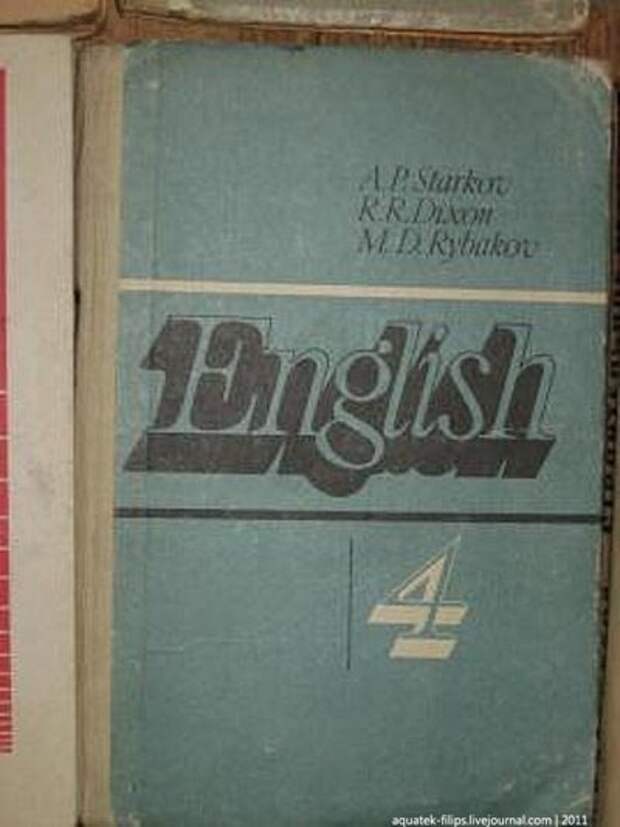 A. P. Starkov
R. R. Dixon
M. D. Rybakov
English
4
aquatek-filips.livejournal.com | 2011